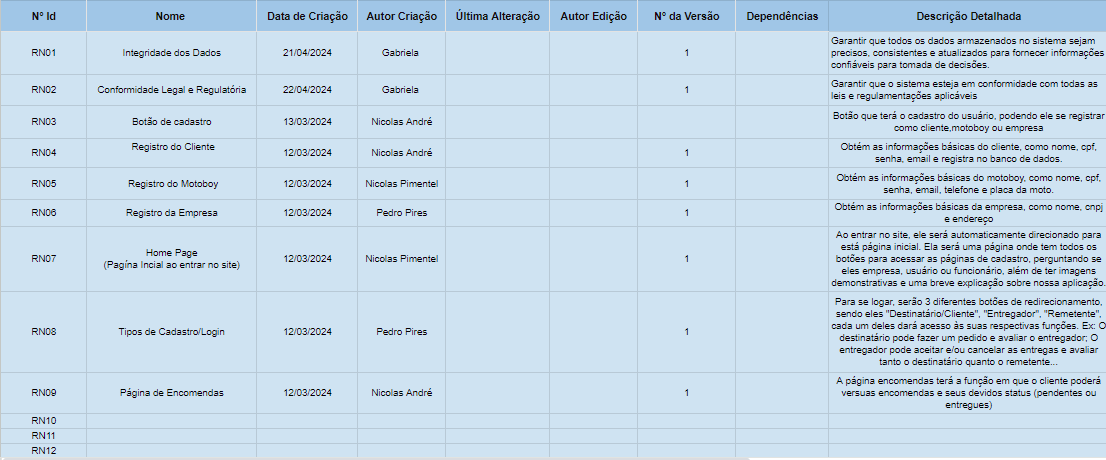 Nº Id Nome Data de Criação Autor Criação Última Alteração Autor Edição Nº da Versão Dependências Descrição Detalhada
RN01 Integridade dos Dados 21/04/2024 Gabriela 1 Garantir que todos os dados armazenados no sistema sejam
precisos, consistentes e atualizados para fornecer informações
confiáveis para tomada de decisões.
RN02 Conformidade Legal e Regulatória 22/04/2024 Gabriela 1 Garantir que o sistema esteja em conformidade com todas as
leis e regulamentações aplicáveis
RN03 Botão de cadastro 13/03/2024 Nicolas André Botão que terá o cadastro do usuário, podendo ele se registrar
como cliente,motoboy ou empresa
RN04 Registro do Cliente 12/03/2024 Nicolas André 1 Obtém as informações básicas do cliente, como nome, cpf,
senha, email e registra no banco de dados.
RN05 Registro do Motoboy 12/03/2024 Nicolas Pimentel 1 Obtém as informações básicas do motoboy, como nome, cpf,
senha, email, telefone e placa da moto.
RN06 Registro da Empresa 12/03/2024 Pedro Pires 1 Obtém as informações básicas da empresa, como nome, cnpj
e endereço
RN07 Home Page
(Pagína Incial ao entrar no site) 12/03/2024 Nicolas Pimentel 1 Ao entrar no site, ele será automaticamente direcionado para
está página inicial. Ela será uma página onde tem todos os
botões para acessar as páginas de cadastro, perguntando se
eles empresa, usuário ou funcionário, além de ter imagens
demonstrativas e uma breve explicação sobre nossa aplicação.
RN08 Tipos de Cadastro/Login 12/03/2024 Pedro Pires 1 Para se logar, serão 3 diferentes botões de redirecionamento,
sendo eles "Destinatário/Cliente", "Entregador", "Remetente",
cada um deles dará acesso às suas respectivas funções. Ex: O
destinatário pode fazer um pedido e avaliar o entregador; O
entregador pode aceitar e/ou cancelar as entregas e avaliar
tanto o destinatário quanto o remetente...
RN09 Página de Encomendas 12/03/2024 Nicolas André 1 A página encomendas terá a função em que o cliente poderá
versuas encomendas e seus devidos status (pendentes ou
entregues)
RN10
RN11
RN12